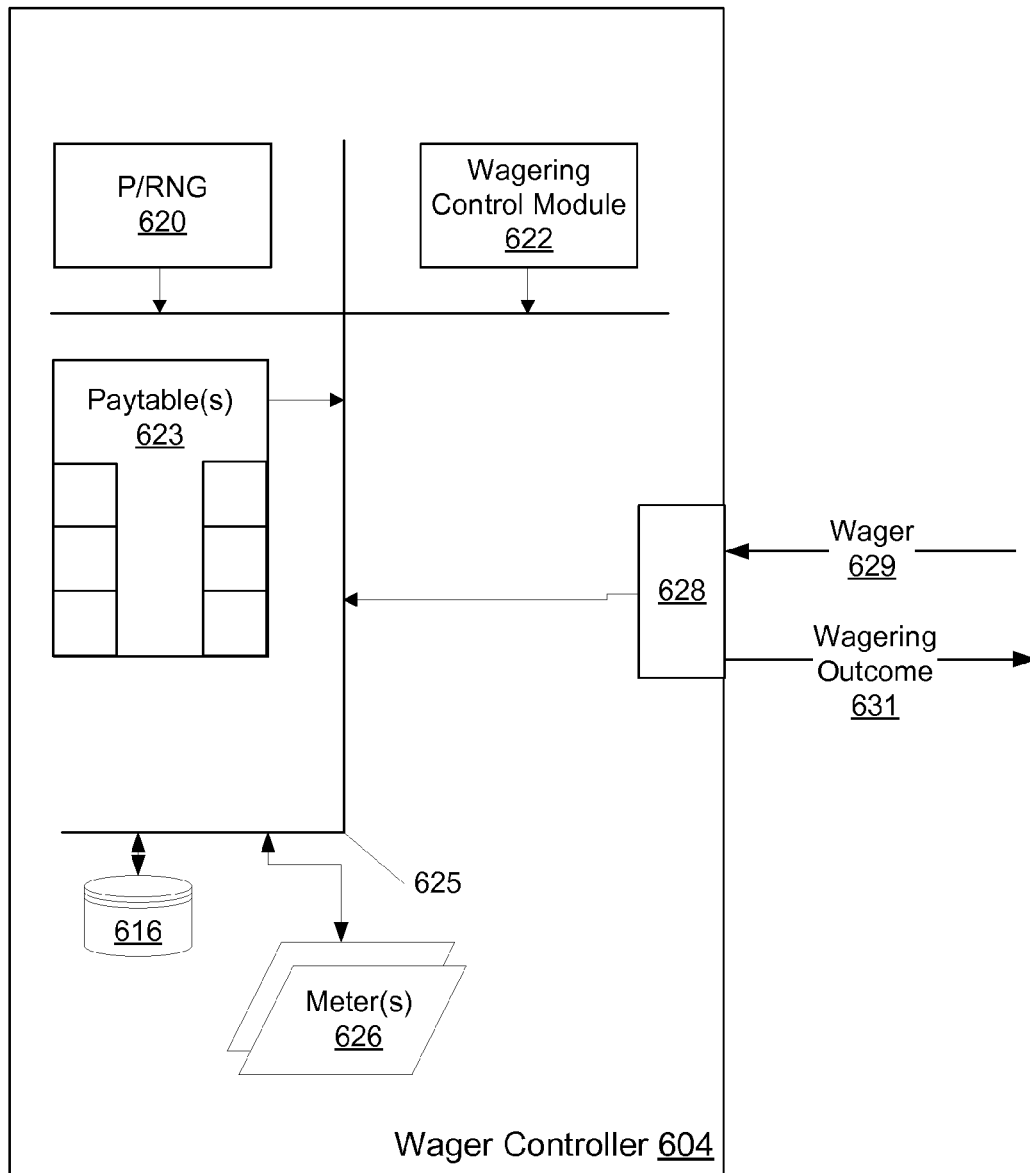 P/RNG
620
Wagering
Control Module
622
Paytable(s)
623
628
Wager
629
Wagering
Outcome
631
625
616
Meter(s)
626
Wager Controller 604